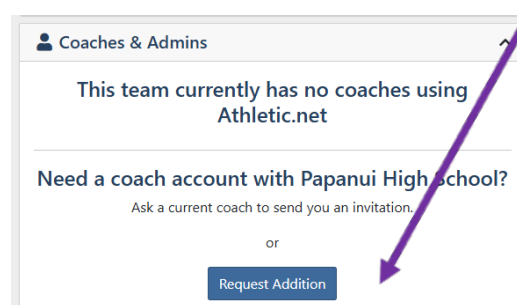 Coaches & Admins
This team currently has no coaches using
Athletic.net
Need a coach account with Papanui High School?
Ask a current coach to send you an invitation.
or
Request Addition